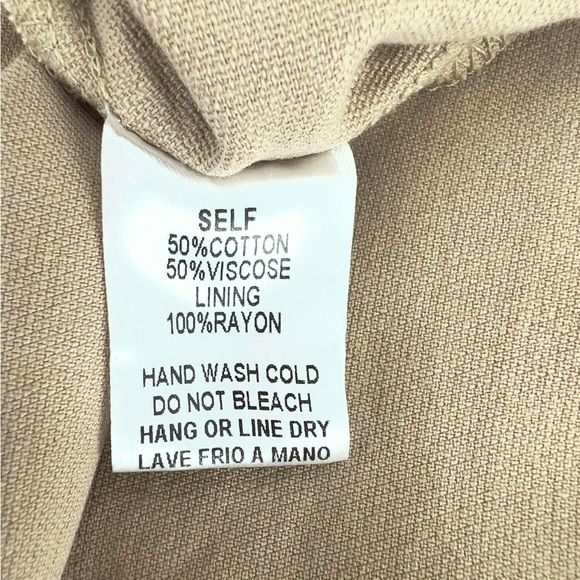 SELF
50%COTTON
50%VISCOSE
LINING
100%RAYON
HAND WASH COLD
DO NOT BLEACH
HANG OR LINE DRY
LAVE FRIO A MANO